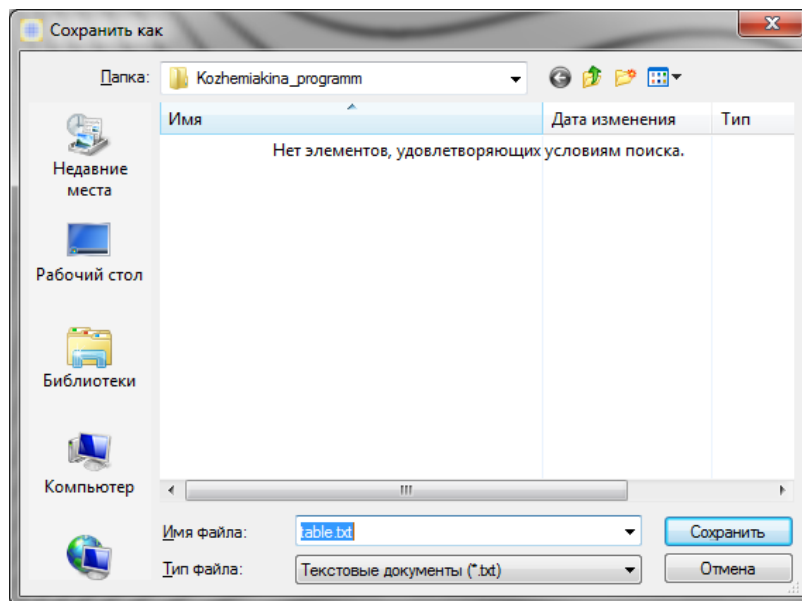 Сохранить как
Папка:
Kozhemiakina_programm
Имя
Дата изменения
Тип
Нет элементов, удовлетворяющих условиям поиска.
Недавние
места
Рабочий стол
Библиотеки
Компьютер
Имя файла:
table.txt
Сохранить
Тип файла:
Текстовые документы (*.txt)
Отмена